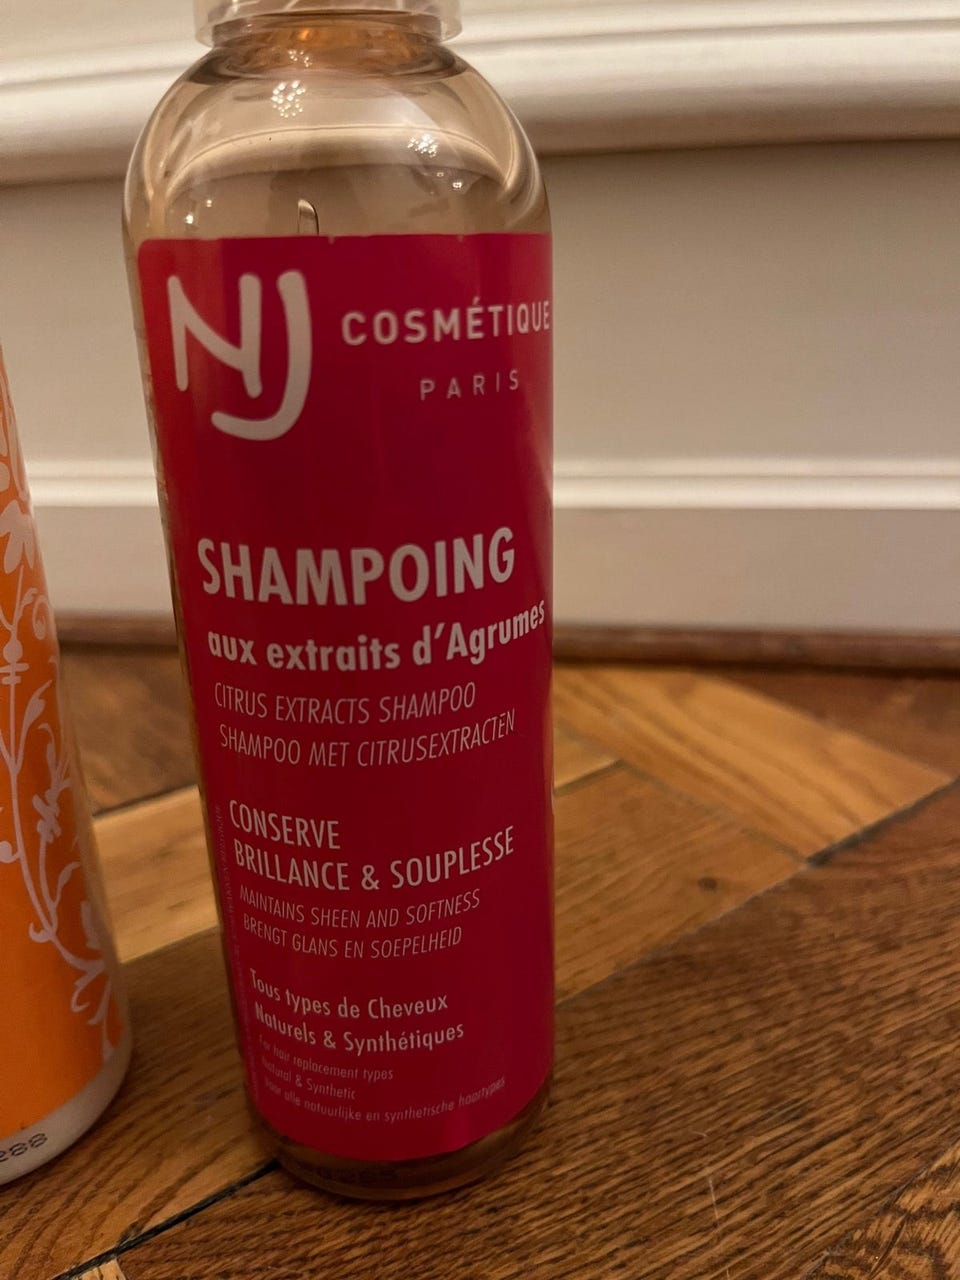 NJ
COSMÉTIQUE
PARIS
SHAMPOING
aux extraits d'Agrumes
CITRUS EXTRACTS SHAMPOO
SHAMPOO MET CITRUSEXTRACTEN
CONSERVE
BRILLANCE & SOUPLESSE
MAINTAINS SHEEN AND SOFTNESS
BRENGT GLANS EN SOEPELHEID
Tous types de Cheveux
Naturels & Synthétiques
For hair replacement types
Natural & Synthetic
Voor alle natuurlijke en synthetische haartypes
288